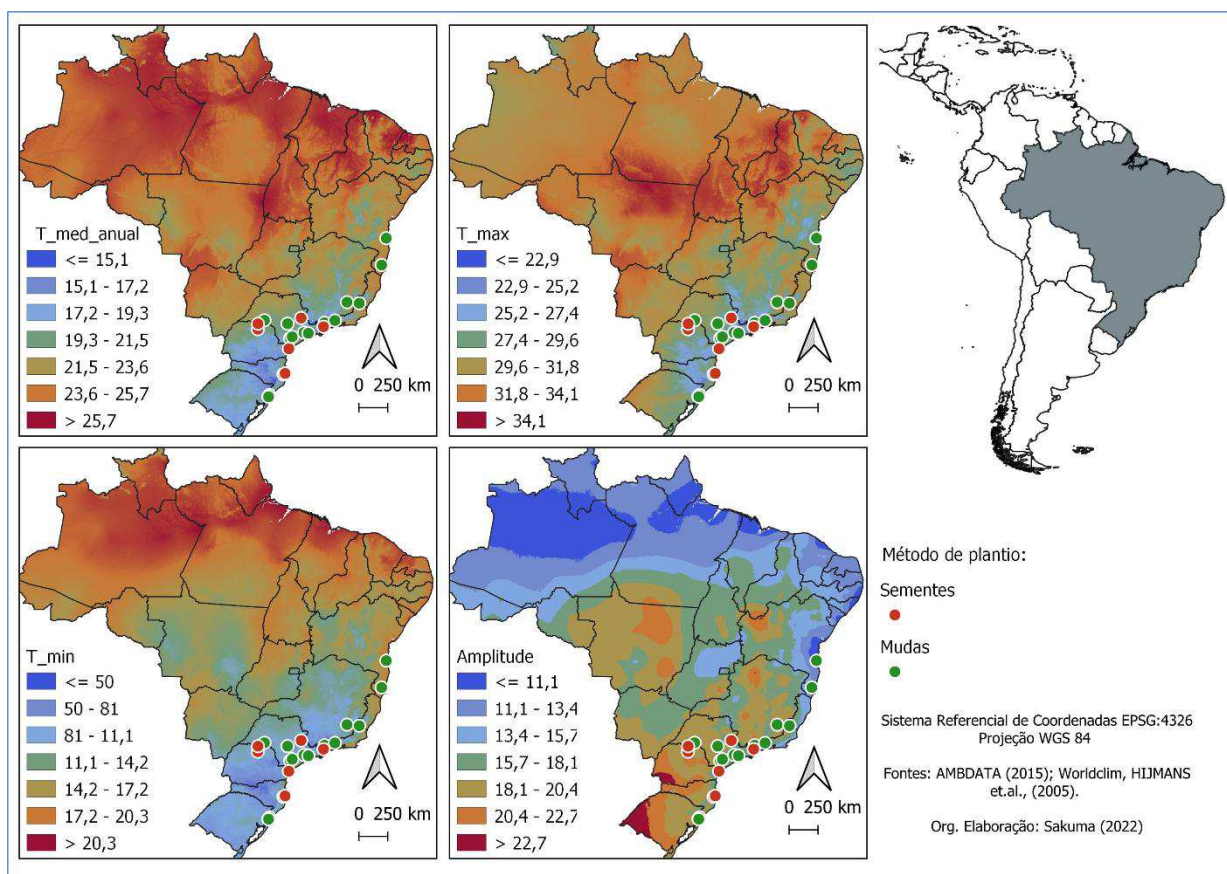 T_med_anual
<= 15,1
15,1 - 17,2
17,2 - 19,3
19,3 - 21,5
21,5 - 23,6
23,6 - 25,7
> 25,7
0 250 km
T_max
<= 22,9
22,9 - 25,2
25,2 - 27,4
27,4 - 29,6
29,6 - 31,8
31,8 - 34,1
> 34,1
0 250 km
T_min
<= 50
50 - 81
81 - 11,1
11,1 - 14,2
14,2 - 17,2
17,2 - 20,3
> 20,3
0 250 km
Amplitude
<= 11,1
11,1 - 13,4
13,4 - 15,7
15,7 - 18,1
18,1 - 20,4
20,4 - 22,7
> 22,7
0 250 km
Método de plantio:
Sementes
Mudas
Sistema Referencial de Coordenadas EPSG:4326
Projeção WGS 84
Fontes: AMBDATA (2015); Worldclim, HIJMANS
et.al., (2005).
Org. Elaboração: Sakuma (2022)